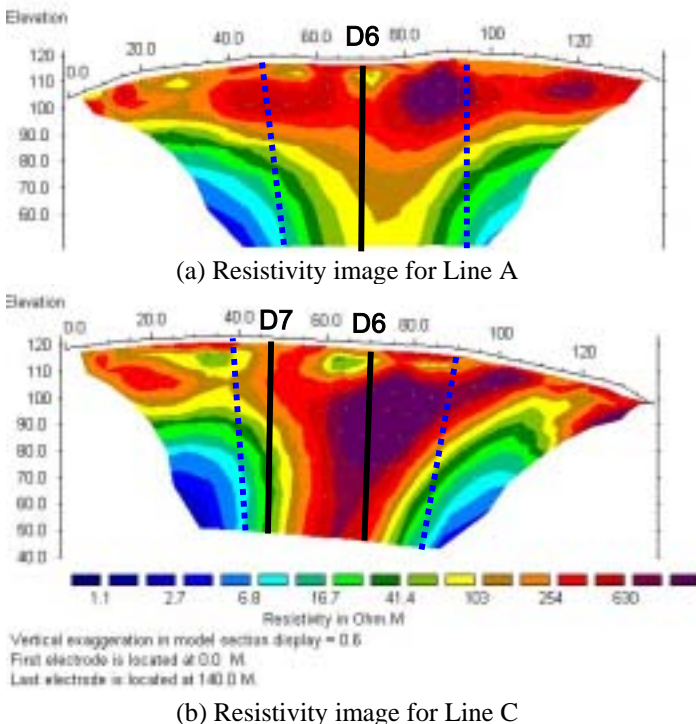 Elevation
D6
120
110
100
90.0
80.0
70.0
60.0
0.0 20.0 40.0 60.0 80.0 100 120
(a) Resistivity image for Line A
Elevation
D7 D6
0.0 20.0 40.0 60.0 80.0 100 120
120
110
100
90.0
80.0
70.0
60.0
50.0
40.0
1.1 2.7 6.8 16.7 41.4 103 254 630
Resistivity in Ohm.M
Vertical exaggeration in model section display = 0.6
First electrode is located at 0.0 M.
Last electrode is located at 140.0 M.
(b) Resistivity image for Line C